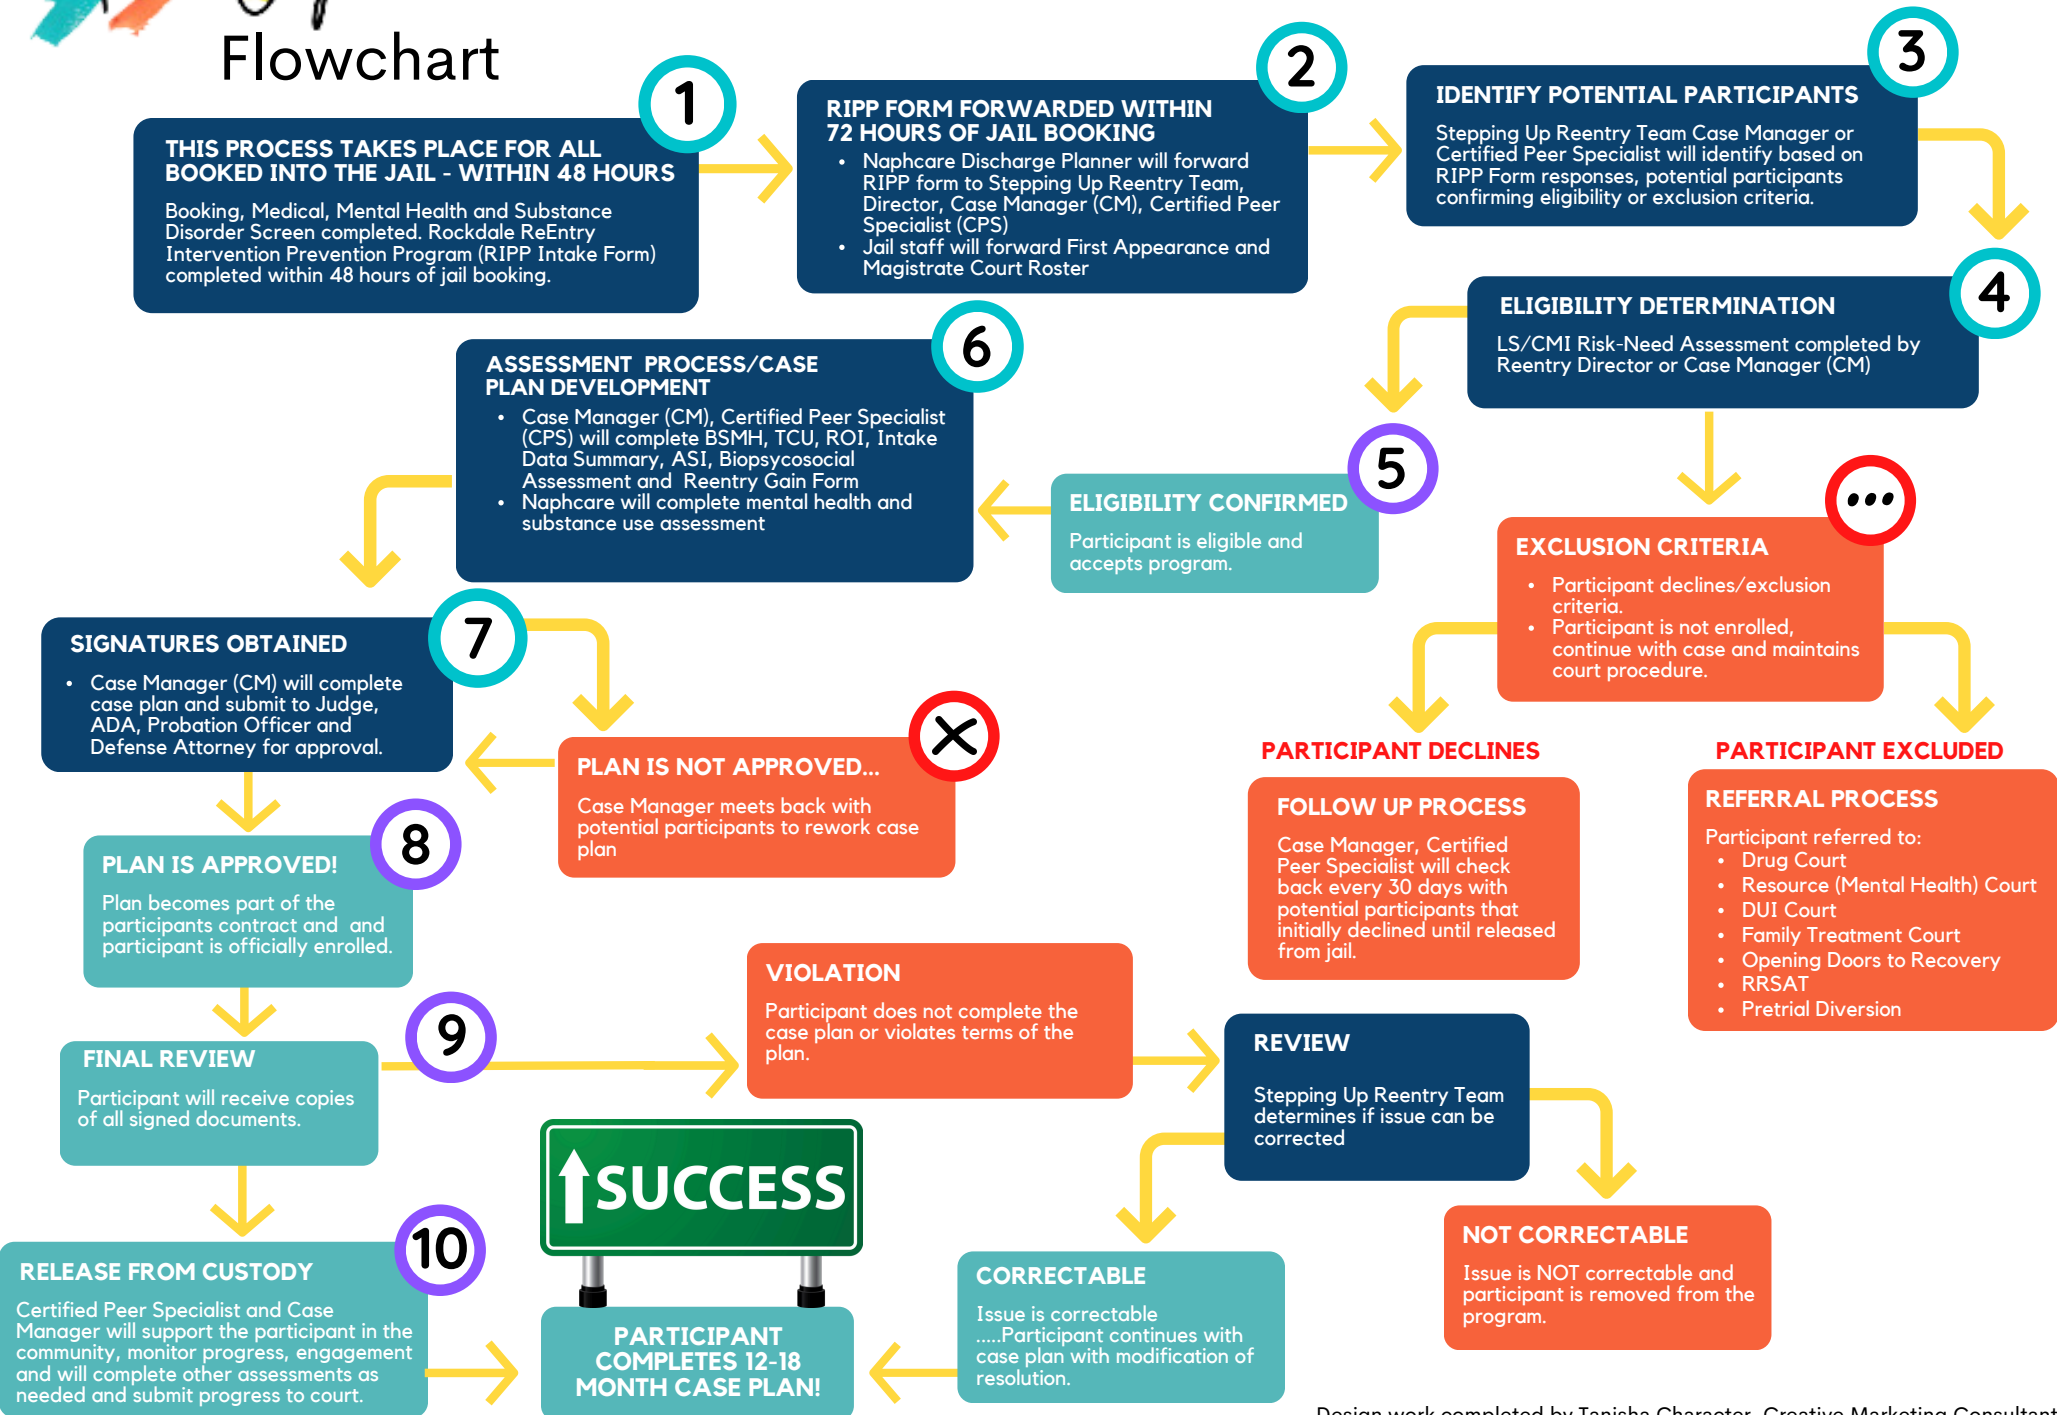 Flowchart
1
THIS PROCESS TAKES PLACE FOR ALL
BOOKED INTO THE JAIL - WITHIN 48 HOURS
Booking, Medical, Mental Health and Substance
Disorder Screen completed. Rockdale ReEntry
Intervention Prevention Program (RIPP Intake Form)
completed within 48 hours of jail booking.
2
RIPP FORM FORWARDED WITHIN
72 HOURS OF JAIL BOOKING
• Naphcare Discharge Planner will forward
RIPP form to Stepping Up Reentry Team,
Director, Case Manager (CM), Certified Peer
Specialist (CPS)
• Jail staff will forward First Appearance and
Magistrate Court Roster
3
IDENTIFY POTENTIAL PARTICIPANTS
Stepping Up Reentry Team Case Manager or
Certified Peer Specialist will identify based on
RIPP Form responses, potential participants
confirming eligibility or exclusion criteria.
4
ELIGIBILITY DETERMINATION
LS/CMI Risk-Need Assessment completed by
Reentry Director or Case Manager (CM)
5
ELIGIBILITY CONFIRMED
Participant is eligible and
accepts program.
6
ASSESSMENT PROCESS/CASE
PLAN DEVELOPMENT
• Case Manager (CM), Certified Peer Specialist
(CPS) will complete BSMH, TCU, ROI, Intake
Data Summary, ASI, Biopsycosocial
Assessment and Reentry Gain Form
• Naphcare will complete mental health and
substance use assessment
...
EXCLUSION CRITERIA
• Participant declines/exclusion
criteria.
• Participant is not enrolled,
continue with case and maintains
court procedure.
PARTICIPANT DECLINES
FOLLOW UP PROCESS
Case Manager, Certified
Peer Specialist will check
back every 30 days with
potential participants that
initially declined until released
from jail.
PARTICIPANT EXCLUDED
REFERRAL PROCESS
Participant referred to:
• Drug Court
• Resource (Mental Health) Court
• DUI Court
• Family Treatment Court
• Opening Doors to Recovery
• RRSAT
• Pretrial Diversion
7
SIGNATURES OBTAINED
• Case Manager (CM) will complete
case plan and submit to Judge,
ADA, Probation Officer and
Defense Attorney for approval.
PLAN IS NOT APPROVED...
Case Manager meets back with
potential participants to rework case
plan
8
PLAN IS APPROVED!
Plan becomes part of the
participants contract and and
participant is officially enrolled.
9
FINAL REVIEW
Participant will receive copies
of all signed documents.
VIOLATION
Participant does not complete the
case plan or violates terms of the
plan.
REVIEW
Stepping Up Reentry Team
determines if issue can be
corrected
NOT CORRECTABLE
Issue is NOT correctable and
participant is removed from the
program.
CORRECTABLE
Issue is correctable
.....Participant continues with
case plan with modification of
resolution.
10
RELEASE FROM CUSTODY
Certified Peer Specialist and Case
Manager will support the participant in the
community, monitor progress, engagement
and will complete other assessments as
needed and submit progress to court.
SUCCESS
PARTICIPANT
COMPLETES 12-18
MONTH CASE PLAN!
Design work completed by Tanisha Character, Creative Marketing Consultant